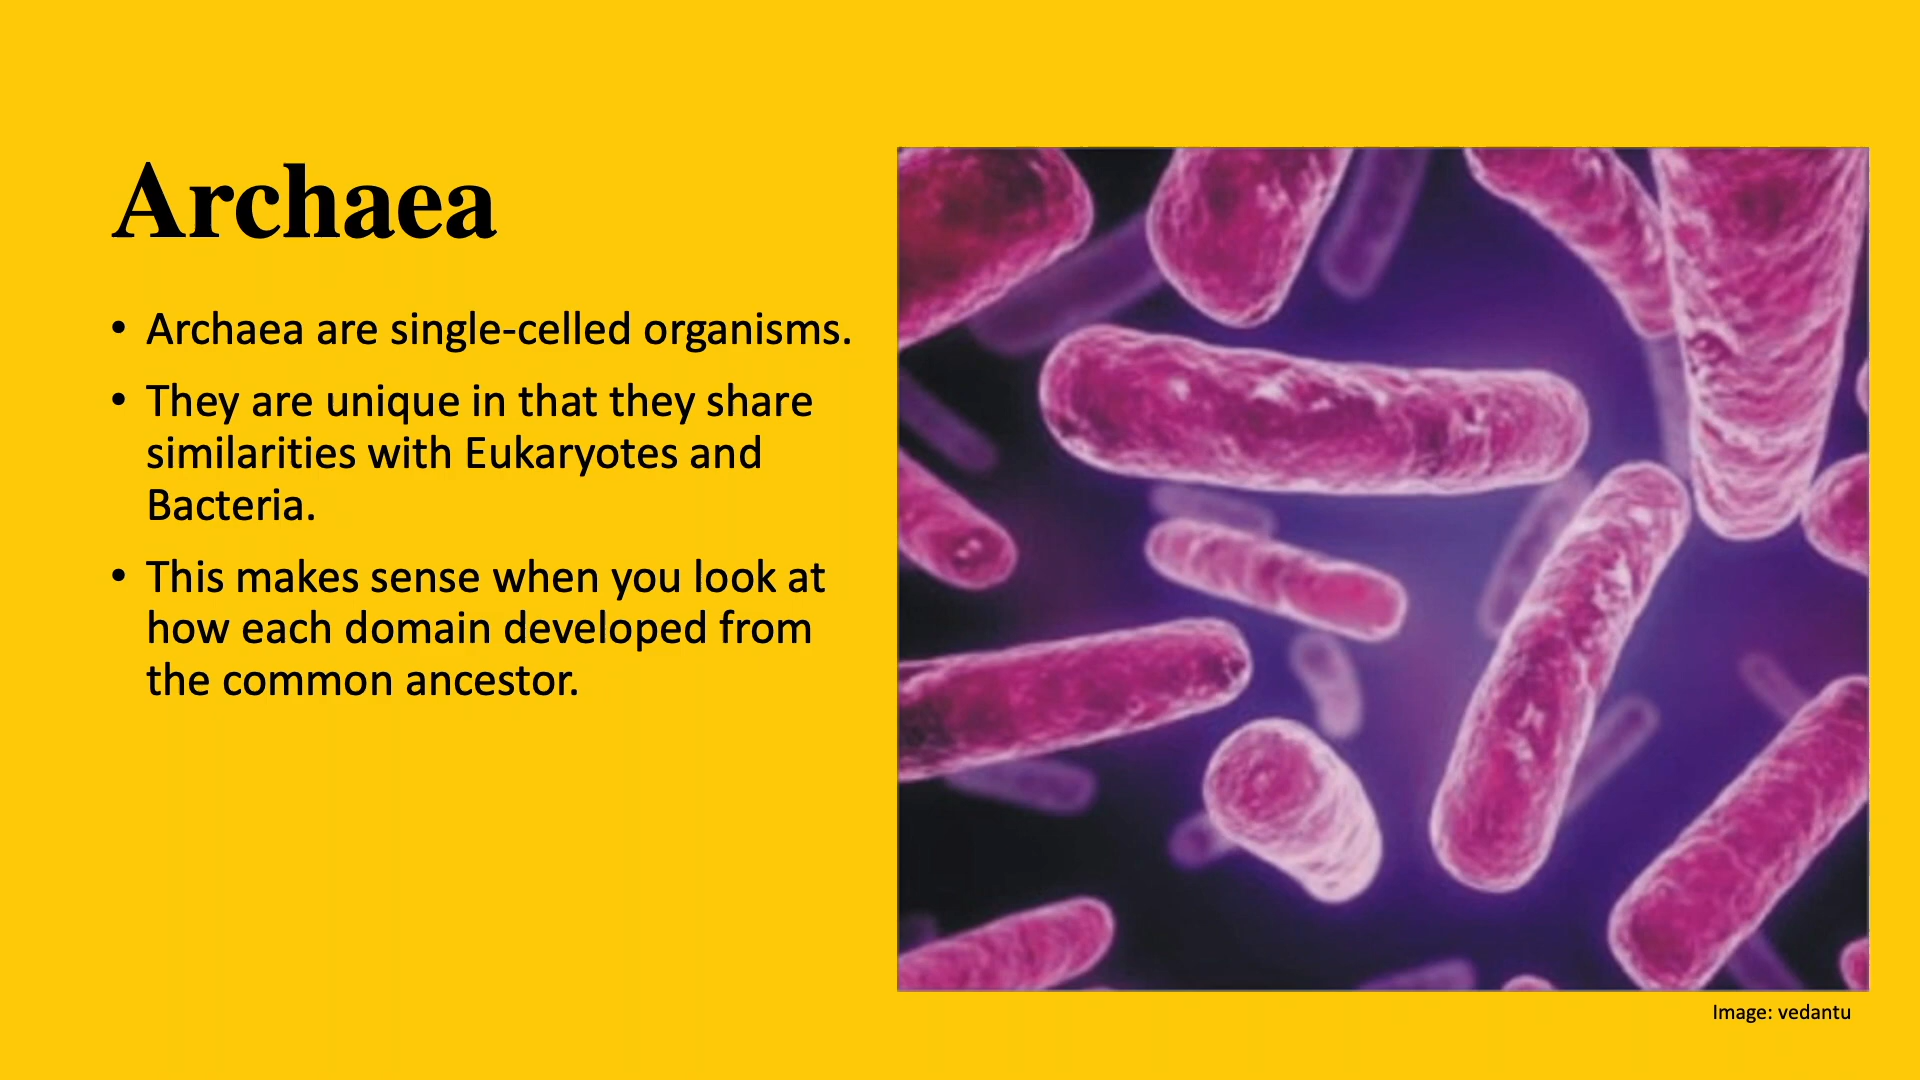 Archaea
• Archaea are single-celled organisms.
• They are unique in that they share
similarities with Eukaryotes and
Bacteria.
• This makes sense when you look at
how each domain developed from
the common ancestor.
Image: vedantu